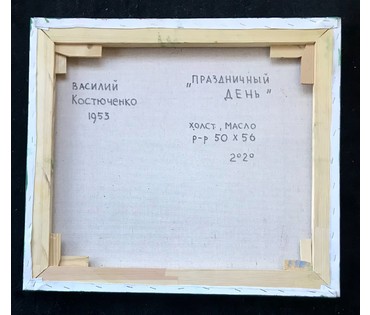 ВАСИЛИЙ
КОСТЮЧЕНКО
1953
„ПРАЗДНИЧНЫЙ
ДЕНЬ"
ХОЛСТ, МАСЛО
Р-Р 50 Х 56
2020